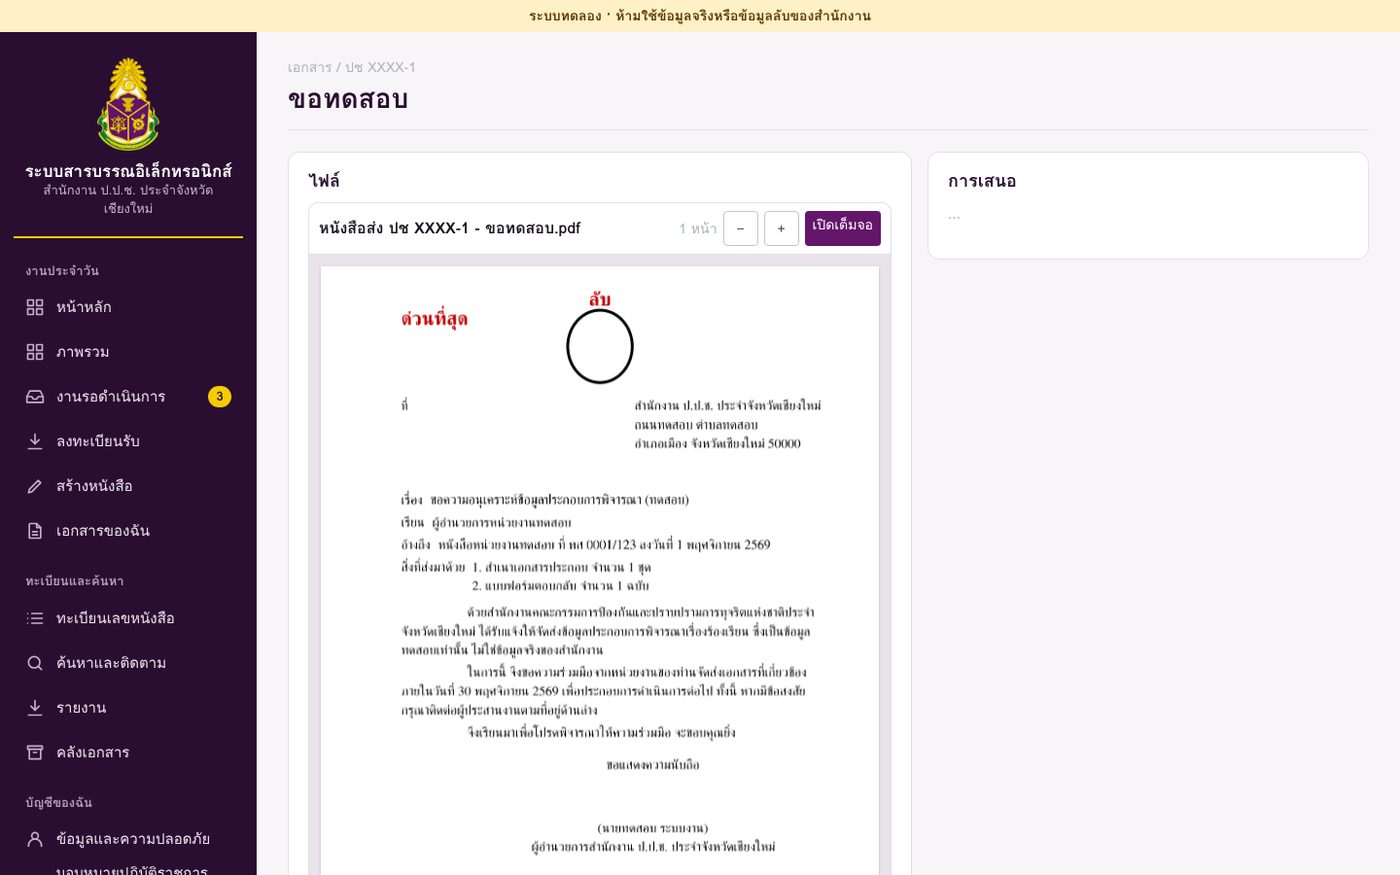 ระบบทดลอง · ห้ามใช้ข้อมูลจริงหรือข้อมูลลับของสำนักงาน
ระบบสารบรรณอิเล็กทรอนิกส์
สำนักงาน ป.ป.ช. ประจำจังหวัด
เชียงใหม่
งานประจำวัน
หน้าหลัก
ภาพรวม
งานรอดำเนินการ 3
ลงทะเบียนรับ
สร้างหนังสือ
เอกสารของฉัน
ทะเบียนและค้นหา
ทะเบียนเลขหนังสือ
ค้นหาและติดตาม
รายงาน
คลังเอกสาร
บัญชีของฉัน
ข้อมูลและความปลอดภัย
มอบหมายปฏิบัติราชการ
เอกสาร / ปช XXXX-1
ขอทดสอบ
ไฟล์
หนังสือส่ง ปช XXXX-1 - ขอทดสอบ.pdf 1 หน้า − + เปิดเต็มจอ
ลับ
ด่วนที่สุด
ที่ สำนักงาน ป.ป.ช. ประจำจังหวัดเชียงใหม่
ถนนทดสอบ ตำบลทดสอบ
อำเภอเมือง จังหวัดเชียงใหม่ 50000
เรื่อง ขอความอนุเคราะห์ข้อมูลประกอบการพิจารณา (ทดสอบ)
เรียน ผู้อำนวยการหน่วยงานทดสอบ
อ้างถึง หนังสือหน่วยงานทดสอบ ที่ ทส 0001/123 ลงวันที่ 1 พฤศจิกายน 2569
สิ่งที่ส่งมาด้วย 1. สำเนาเอกสารประกอบ จำนวน 1 ชุด
2. แบบฟอร์มตอบกลับ จำนวน 1 ฉบับ
ด้วยสำนักงานคณะกรรมการป้องกันและปราบปรามการทุจริตแห่งชาติประจำ
จังหวัดเชียงใหม่ ได้รับแจ้งให้จัดส่งข้อมูลประกอบการพิจารณาเรื่องร้องเรียน ซึ่งเป็นข้อมูล
ทดสอบเท่านั้น ไม่ใช่ข้อมูลจริงของสำนักงาน
ในการนี้ จึงขอความร่วมมือจากหน่วยงานของท่านจัดส่งเอกสารที่เกี่ยวข้อง
ภายในวันที่ 30 พฤศจิกายน 2569 เพื่อประกอบการดำเนินการต่อไป ทั้งนี้ หากมีข้อสงสัย
กรุณาติดต่อผู้ประสานงานตามที่อยู่ด้านล่าง
จึงเรียนมาเพื่อโปรดพิจารณาให้ความร่วมมือ จะขอบคุณยิ่ง
ขอแสดงความนับถือ
(นายทดสอบ ระบบงาน)
ผู้อำนวยการสำนักงาน ป.ป.ช. ประจำจังหวัดเชียงใหม่
การเสนอ
...